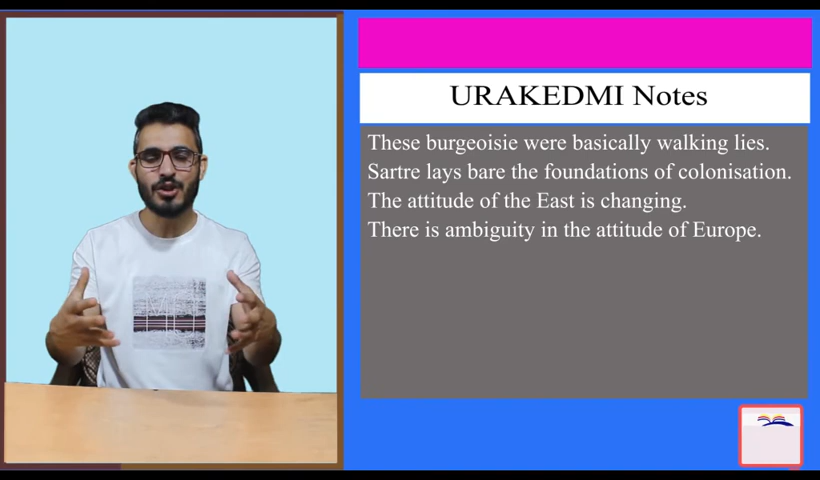 URAKEDMI Notes
These burgeoisie were basically walking lies.
Sartre lays bare the foundations of colonisation.
The attitude of the East is changing.
There is ambiguity in the attitude of Europe.